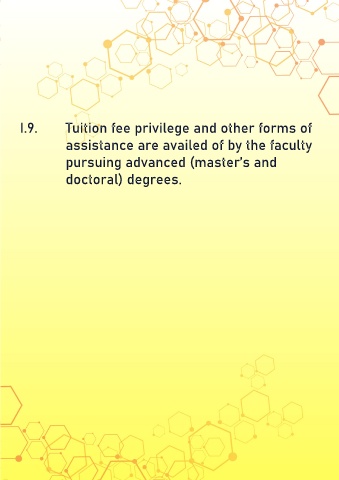 I.9. Tuition fee privilege and other forms of
assistance are availed of by the faculty
pursuing advanced (master's and
doctoral) degrees.